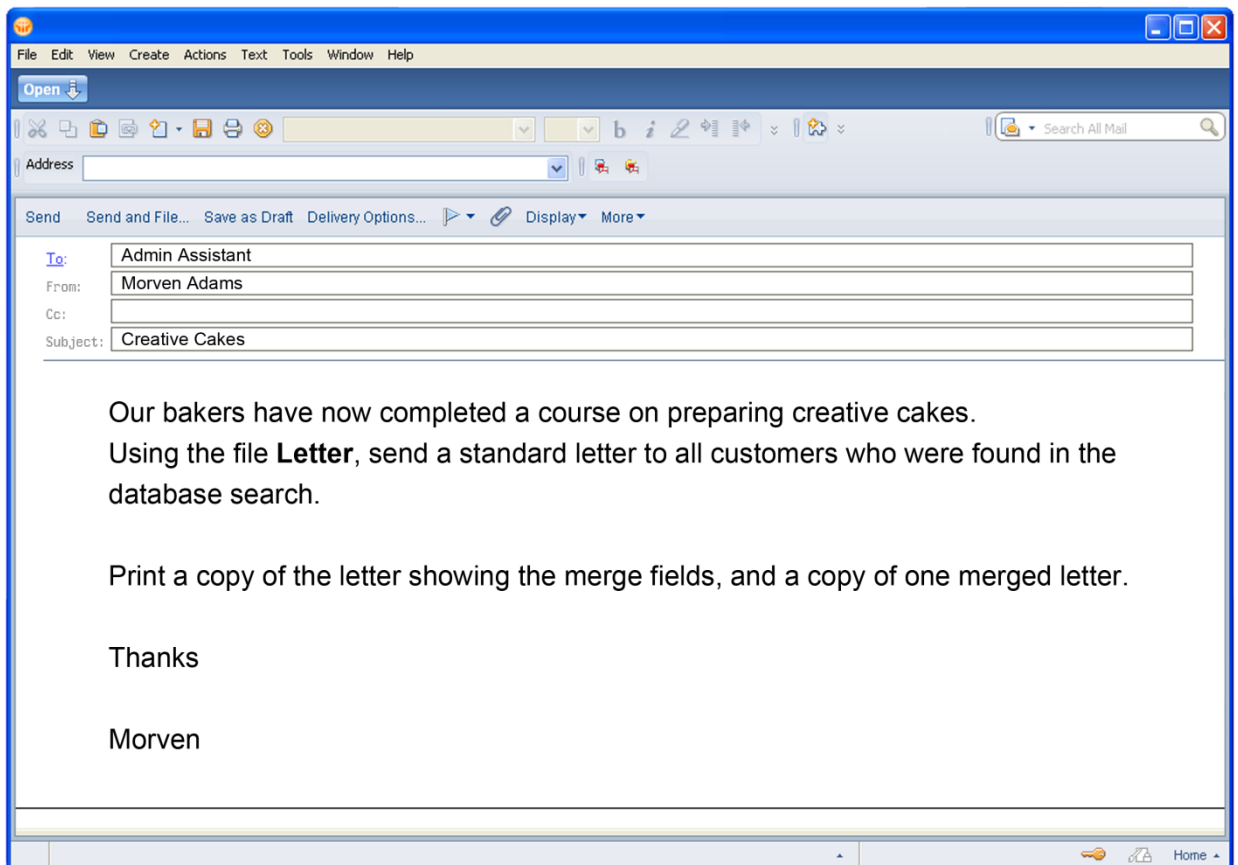 File Edit View Create Actions Text Tools Window Help
Open
b i Search All Mail
Address
Send Send and File... Save as Draft Delivery Options... Display More
To: Admin Assistant
From: Morven Adams
Cc:
Subject: Creative Cakes
Our bakers have now completed a course on preparing creative cakes.
Using the file Letter, send a standard letter to all customers who were found in the
database search.
Print a copy of the letter showing the merge fields, and a copy of one merged letter.
Thanks
Morven
Home